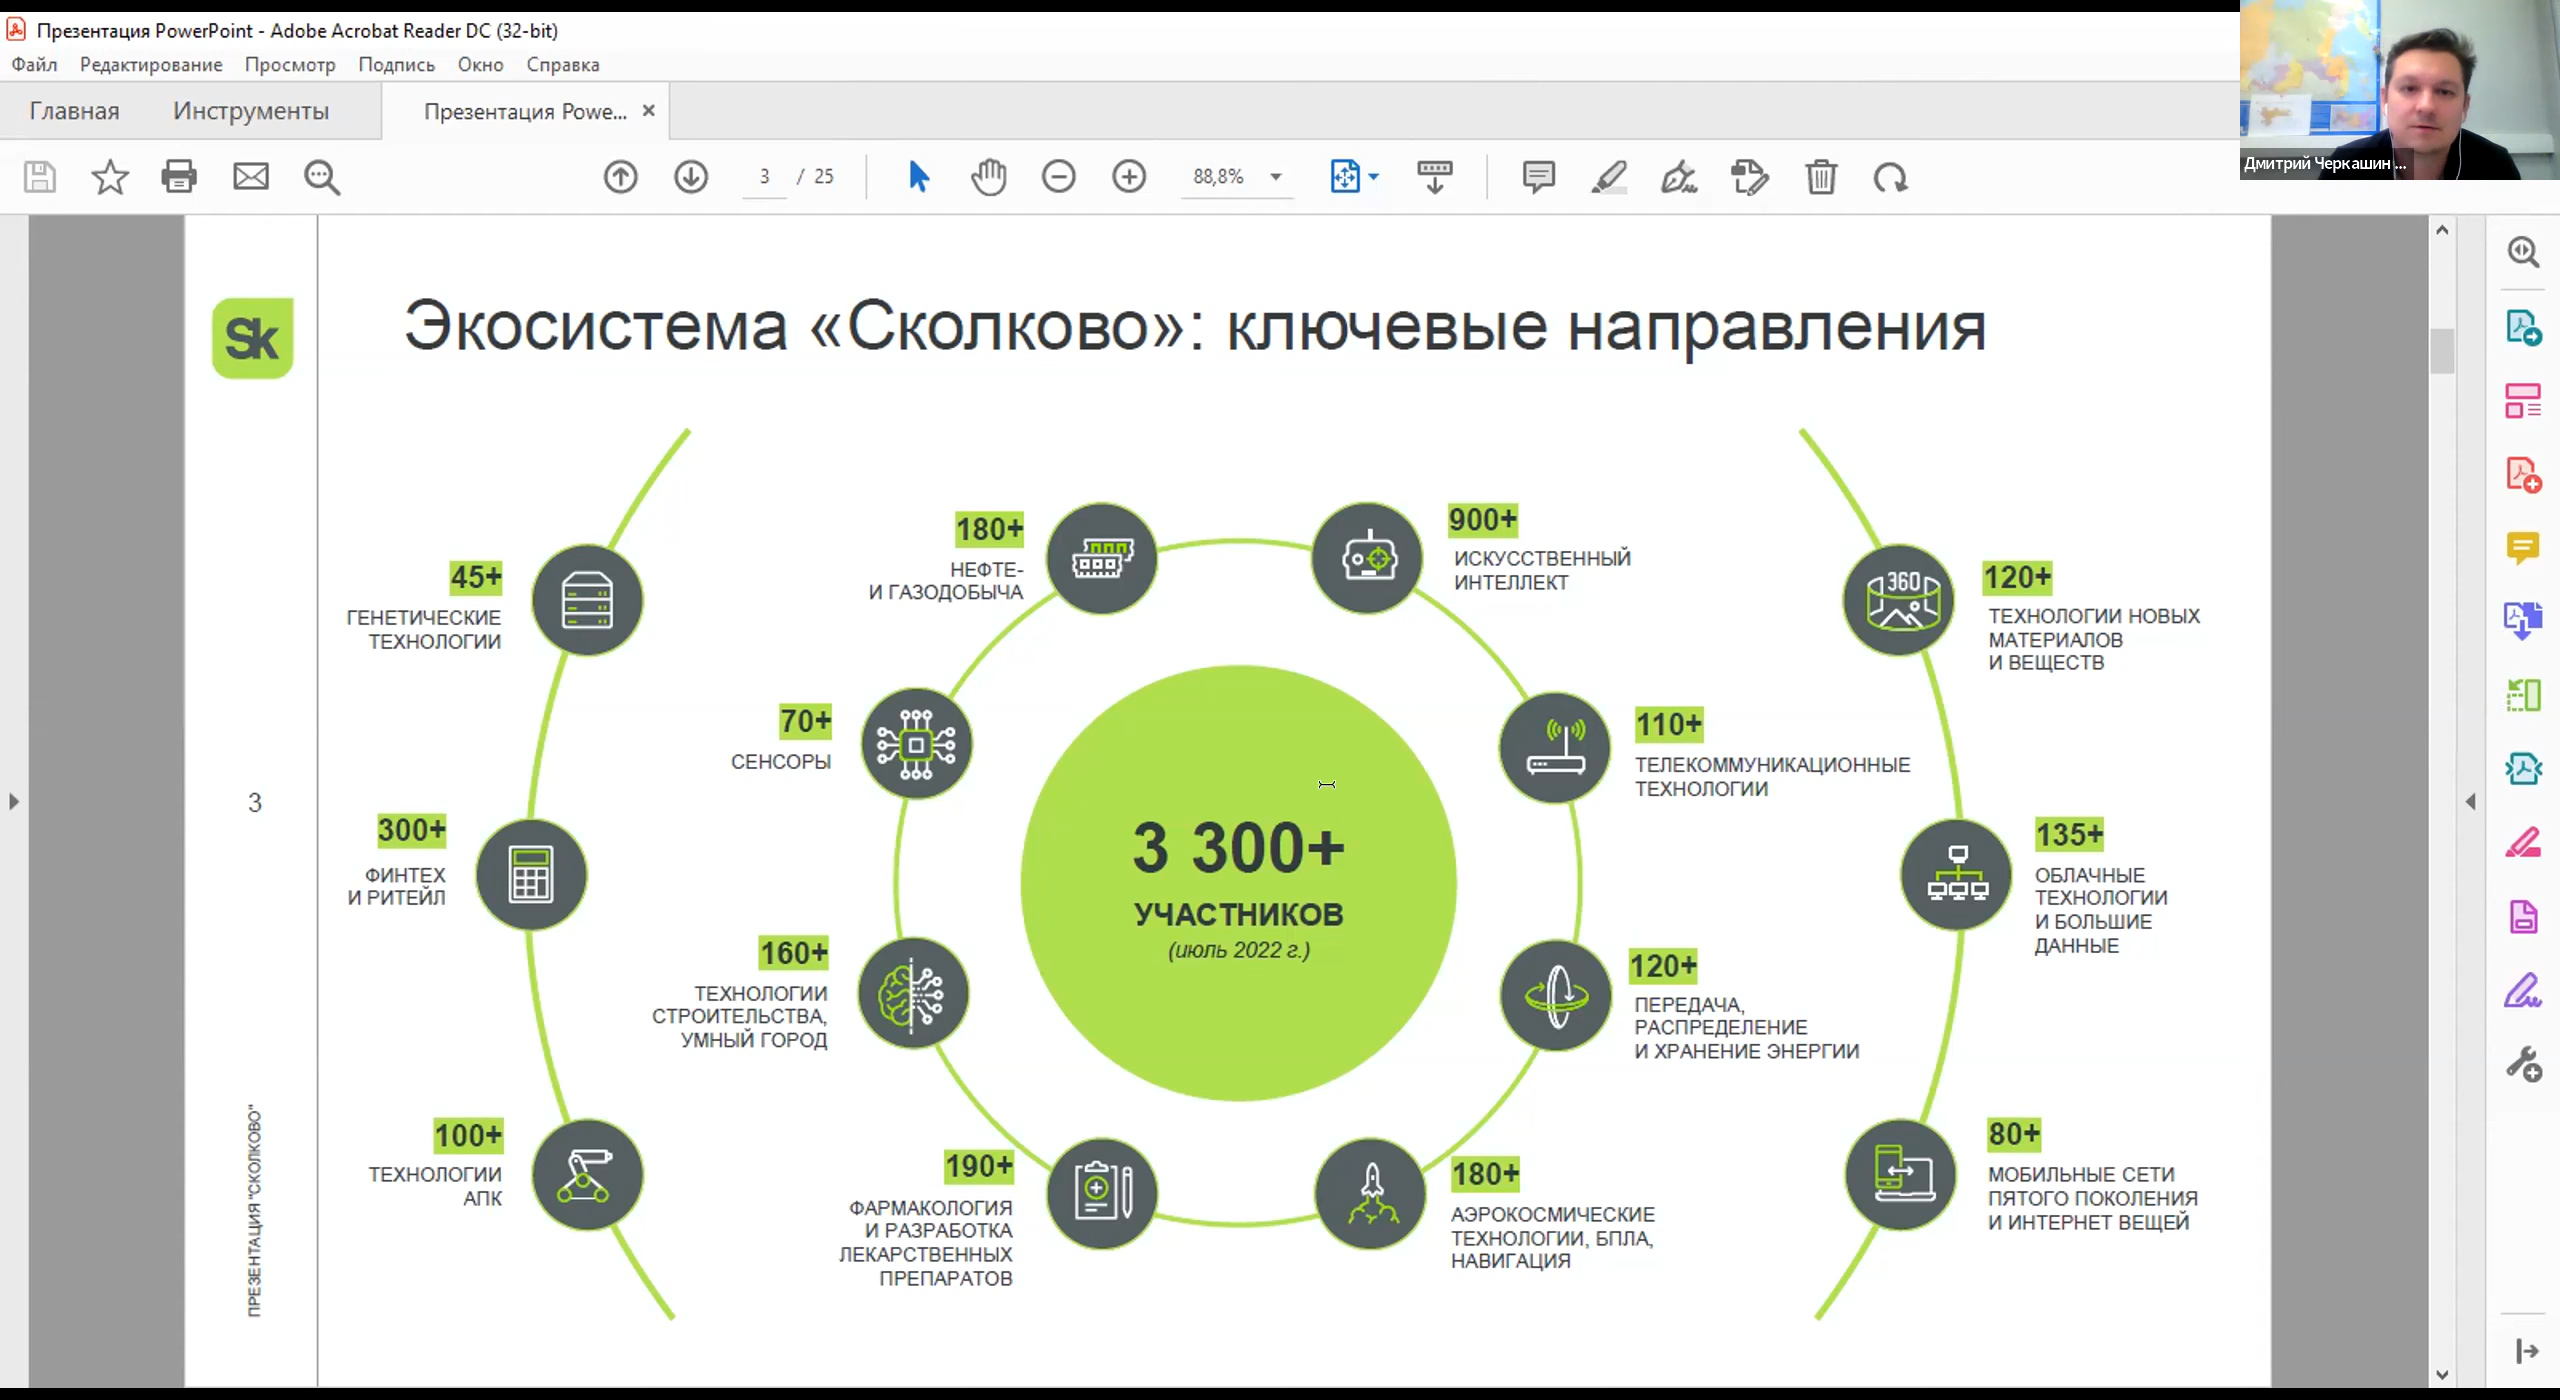 Презентация PowerPoint - Adobe Acrobat Reader DC (32-bit)
Файл Редактирование Просмотр Подпись Окно Справка
Главная Инструменты Презентация Powe...
3 / 25 88,8%
Дмитрий Черкашин ...
Sk
Экосистема «Сколково»: ключевые направления
45+
ГЕНЕТИЧЕСКИЕ
ТЕХНОЛОГИИ
300+
ФИНТЕХ
И РИТЕЙЛ
100+
ТЕХНОЛОГИИ
АПК
180+
НЕФТЕ-
И ГАЗОДОБЫЧА
70+
СЕНСОРЫ
160+
ТЕХНОЛОГИИ
СТРОИТЕЛЬСТВА,
УМНЫЙ ГОРОД
190+
ФАРМАКОЛОГИЯ
И РАЗРАБОТКА
ЛЕКАРСТВЕННЫХ
ПРЕПАРАТОВ
3 300+
УЧАСТНИКОВ
(июль 2022 г.)
900+
ИСКУССТВЕННЫЙ
ИНТЕЛЛЕКТ
110+
ТЕЛЕКОММУНИКАЦИОННЫЕ
ТЕХНОЛОГИИ
120+
ПЕРЕДАЧА,
РАСПРЕДЕЛЕНИЕ
И ХРАНЕНИЕ ЭНЕРГИИ
180+
АЭРОКОСМИЧЕСКИЕ
ТЕХНОЛОГИИ, БПЛА,
НАВИГАЦИЯ
360
120+
ТЕХНОЛОГИИ НОВЫХ
МАТЕРИАЛОВ
И ВЕЩЕСТВ
135+
ОБЛАЧНЫЕ
ТЕХНОЛОГИИ
И БОЛЬШИЕ
ДАННЫЕ
80+
МОБИЛЬНЫЕ СЕТИ
ПЯТОГО ПОКОЛЕНИЯ
И ИНТЕРНЕТ ВЕЩЕЙ
3
ПРЕЗЕНТАЦИЯ "СКОЛКОВО"